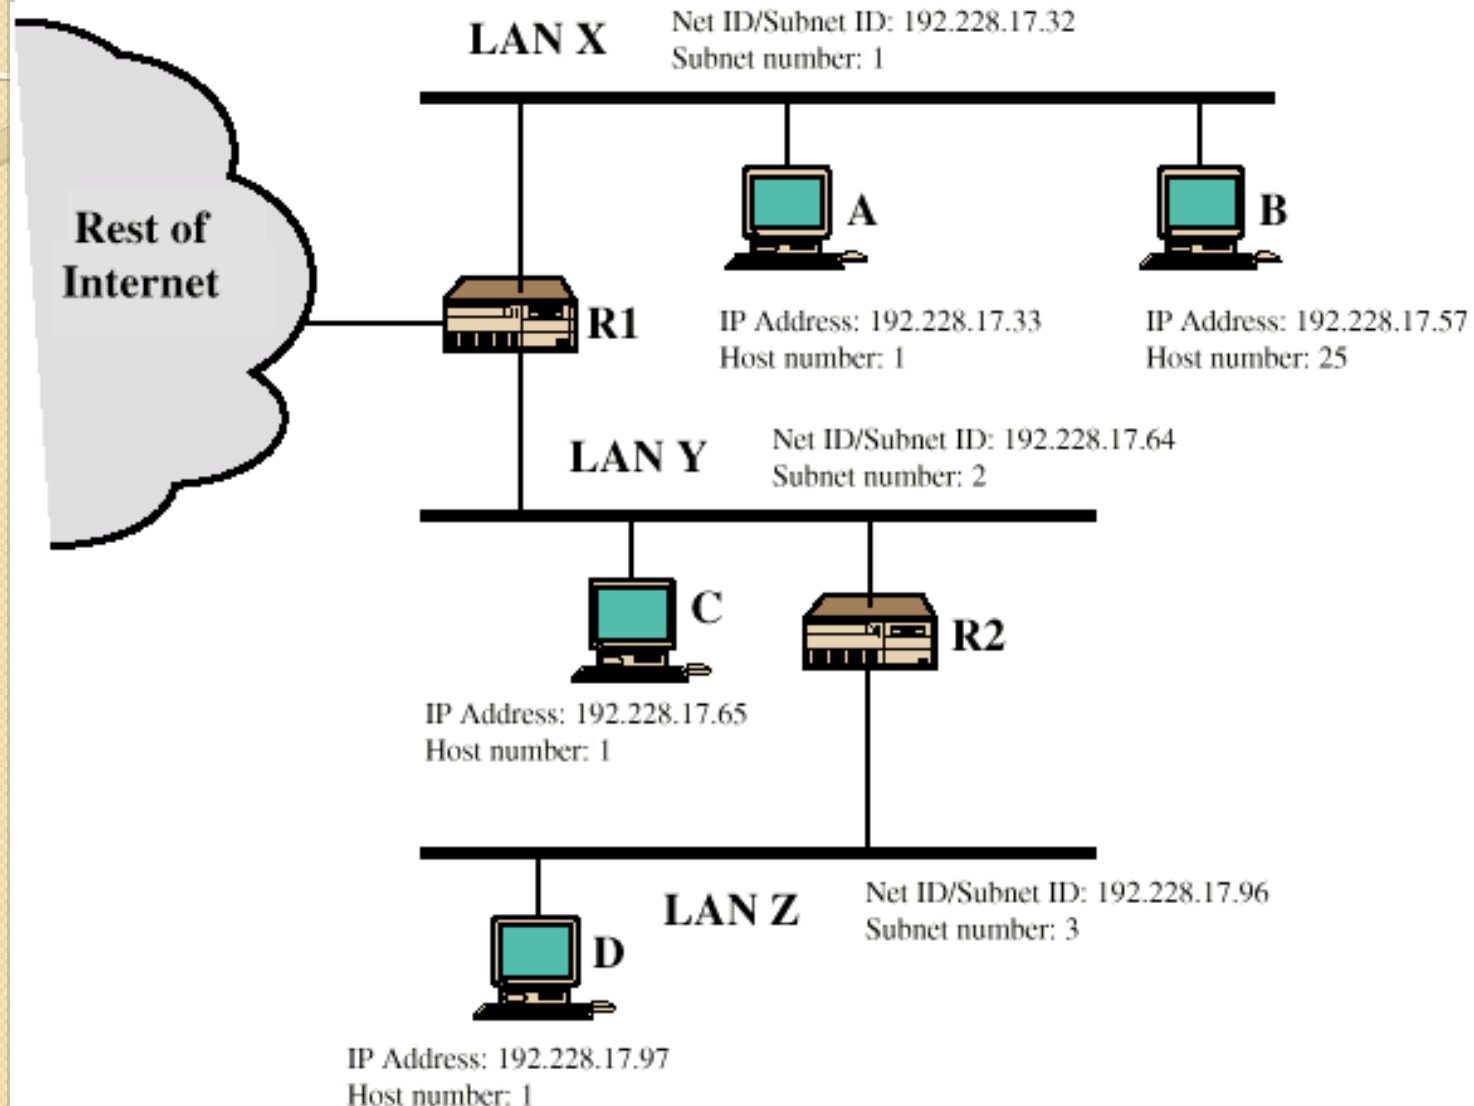 LAN X
Net ID/Subnet ID: 192.228.17.32
Subnet number: 1
Rest of
Internet
A
B
R1
IP Address: 192.228.17.33
Host number: 1
IP Address: 192.228.17.57
Host number: 25
LAN Y
Net ID/Subnet ID: 192.228.17.64
Subnet number: 2
C
R2
IP Address: 192.228.17.65
Host number: 1
LAN Z
Net ID/Subnet ID: 192.228.17.96
Subnet number: 3
D
IP Address: 192.228.17.97
Host number: 1